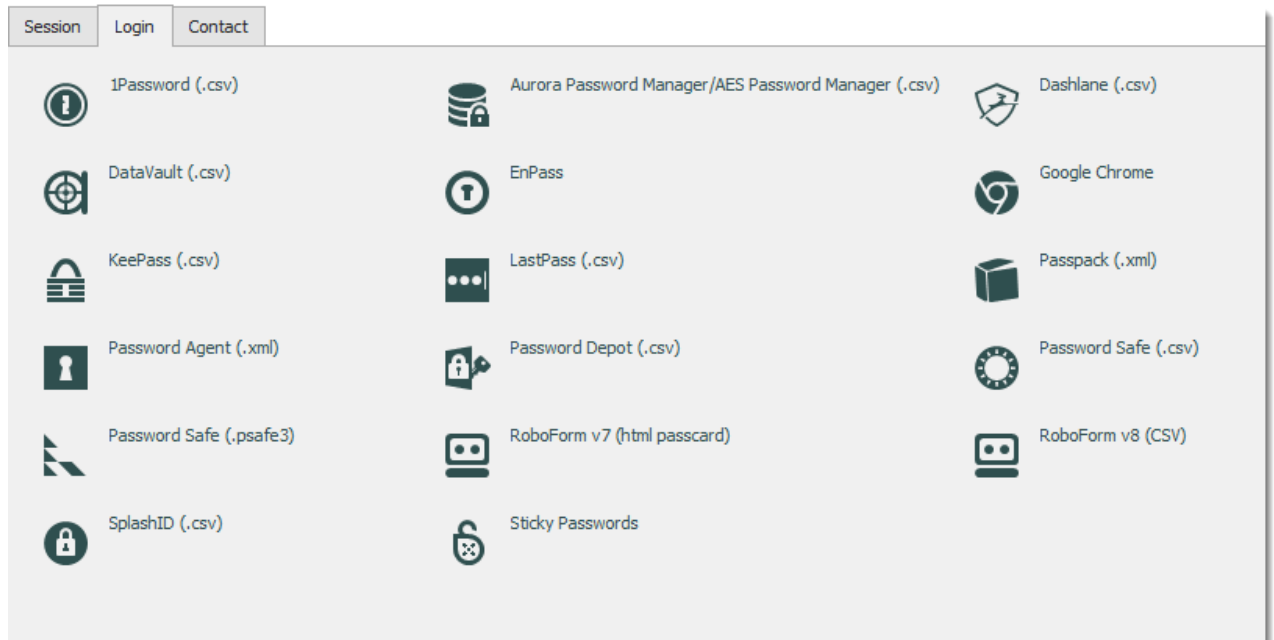 Session
Login
Contact
1Password (.csv)
Aurora Password Manager/AES Password Manager (.csv)
Dashlane (.csv)
DataVault (.csv)
EnPass
Google Chrome
KeePass (.csv)
LastPass (.csv)
Passpack (.xml)
Password Agent (.xml)
Password Depot (.csv)
Password Safe (.csv)
Password Safe (.psafe3)
RoboForm v7 (html passcard)
RoboForm v8 (CSV)
SplashID (.csv)
Sticky Passwords